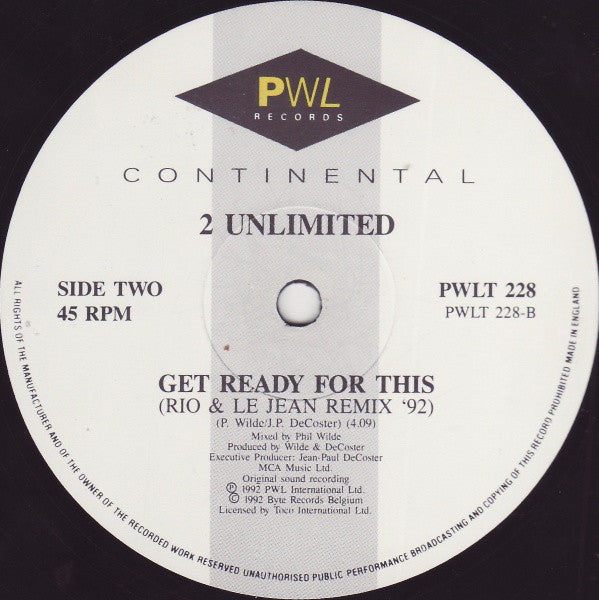 PWL
RECORDS
CONTINENTAL
2 UNLIMITED
SIDE TWO
45 RPM
PWLT 228
PWLT 228-B
GET READY FOR THIS
(RIO & LE JEAN REMIX ‘92)
(P. Wilde/J.P. DeCoster) (4.09)
Mixed by Phil Wilde
Produced by Wilde & DeCoster
Executive Producer: Jean-Paul DeCoster
MCA Music Ltd.
Original sound recording
Ⓟ 1992 PWL International Ltd.
© 1992 Byte Records Belgium
Licensed by Toco International Ltd.
ALL RIGHTS OF THE MANUFACTURER AND OF THE OWNER OF THE RECORDED WORK RESERVED UNAUTHORISED PUBLIC PERFORMANCE BROADCASTING AND COPYING OF THIS RECORD PROHIBITED MADE IN ENGLAND